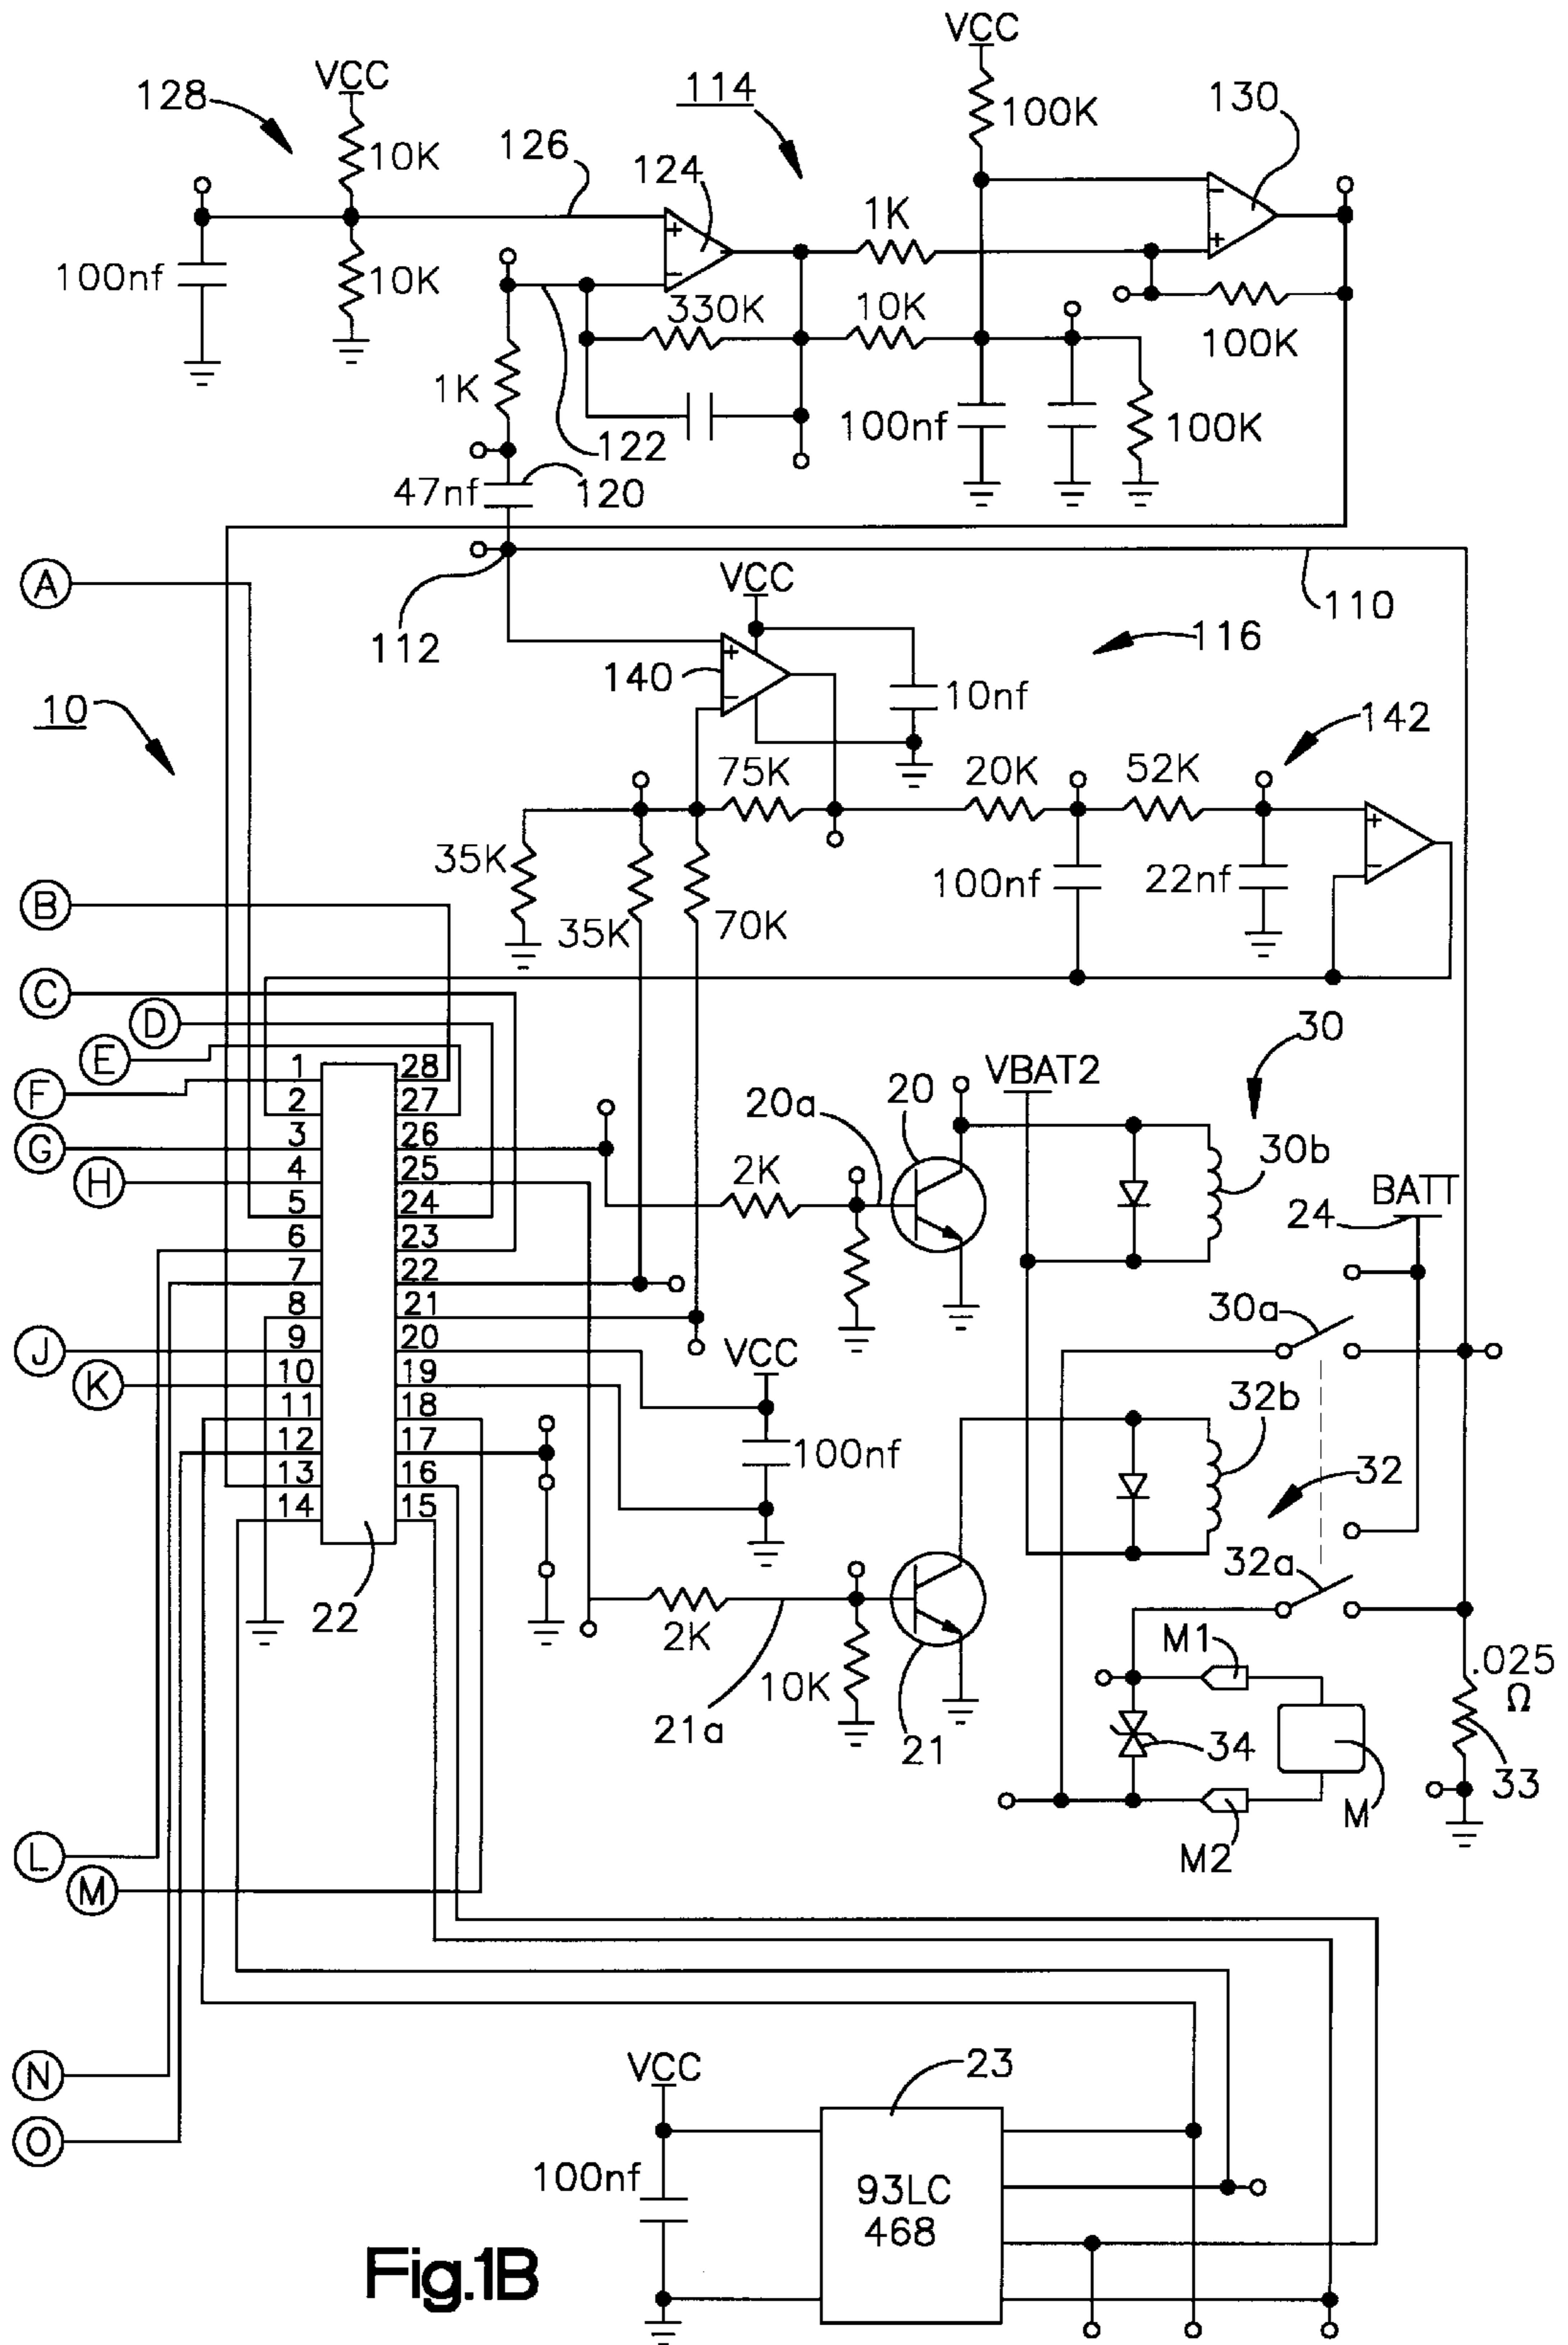 VCC
VCC
128
114
130
10K
100K
126
124
1K
100nf
10K
330K
10K
100K
1K
122
100nf
100K
47nf
120
A
VCC
110
112
116
140
10nf
10
142
75K
20K
52K
35K
35K
70K
100nf
22nf
B
C
D
E
F
G
H
J
K
1 28
2 27
3 26
4 25
5 24
6 23
7 22
8 21
9 20
10 19
11 18
12 17
13 16
14 15
22
30
VBAT2
20
20a
2K
30b
BATT
24
30a
VCC
32b
100nf
32
32a
2K
10K
21a
21
M1
.025
Ω
34
33
M
M2
L
M
N
O
VCC
23
100nf
93LC
468
Fig.1B
+
−
−
+
+
−
+
−